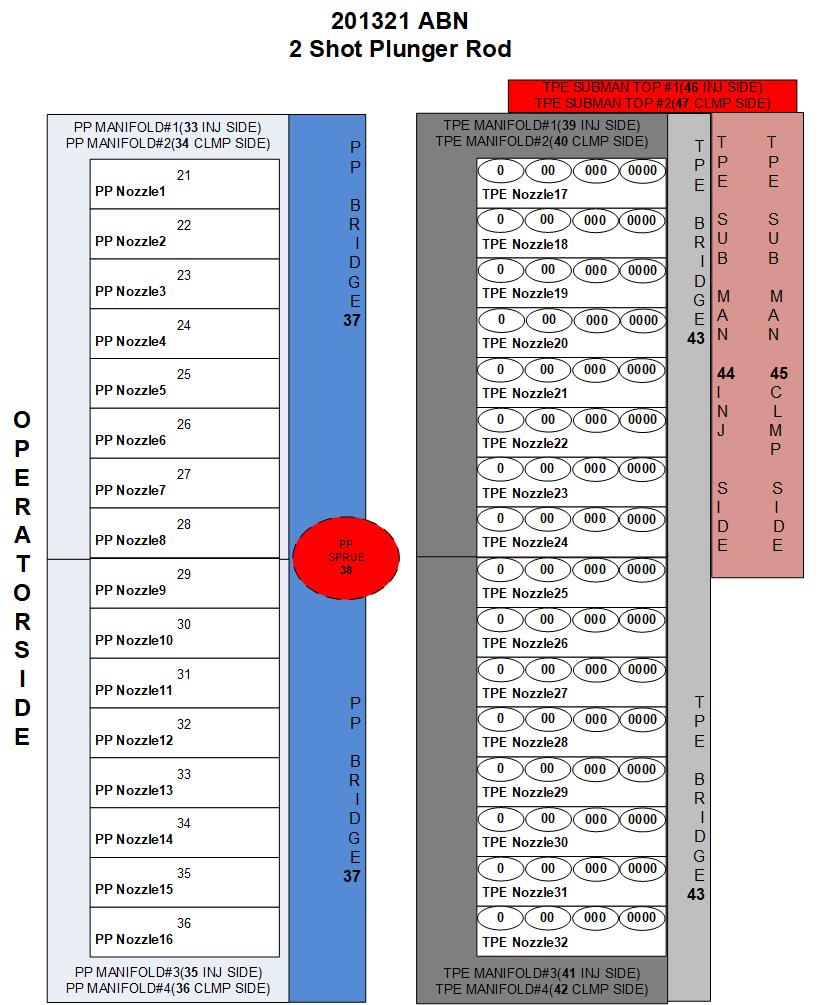 201321 ABN
2 Shot Plunger Rod
OPERATORSIDE
PP MANIFOLD#1(33 INJ SIDE)
PP MANIFOLD#2(34 CLMP SIDE)
21
PP Nozzle1
22
PP Nozzle2
23
PP Nozzle3
24
PP Nozzle4
25
PP Nozzle5
26
PP Nozzle6
27
PP Nozzle7
28
PP Nozzle8
29
PP Nozzle9
30
PP Nozzle10
31
PP Nozzle11
32
PP Nozzle12
33
PP Nozzle13
34
PP Nozzle14
35
PP Nozzle15
36
PP Nozzle16
PP MANIFOLD#3(35 INJ SIDE)
PP MANIFOLD#4(36 CLMP SIDE)
PP BRIDGE 37
PP
SPRUE
38
PP BRIDGE 37
TPE SUBMAN TOP #1(46 INJ SIDE)
TPE SUBMAN TOP #2(47 CLMP SIDE)
TPE MANIFOLD#1(39 INJ SIDE)
TPE MANIFOLD#2(40 CLMP SIDE)
0 00 000 0000
TPE Nozzle17
0 00 000 0000
TPE Nozzle18
0 00 000 0000
TPE Nozzle19
0 00 000 0000
TPE Nozzle20
0 00 000 0000
TPE Nozzle21
0 00 000 0000
TPE Nozzle22
0 00 000 0000
TPE Nozzle23
0 00 000 0000
TPE Nozzle24
0 00 000 0000
TPE Nozzle25
0 00 000 0000
TPE Nozzle26
0 00 000 0000
TPE Nozzle27
0 00 000 0000
TPE Nozzle28
0 00 000 0000
TPE Nozzle29
0 00 000 0000
TPE Nozzle30
0 00 000 0000
TPE Nozzle31
0 00 000 0000
TPE Nozzle32
TPE MANIFOLD#3(41 INJ SIDE)
TPE MANIFOLD#4(42 CLMP SIDE)
TPE BRIDGE 43
TPE BRIDGE 43
TPE SUB MAN 44 INJ SIDE
TPE SUB MAN 45 CLMP SIDE